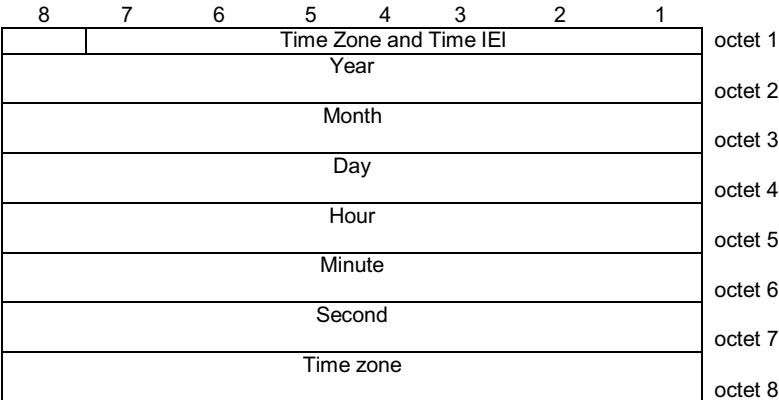 8 7 6 5 4 3 2 1
Time Zone and Time IEI octet 1
Year
octet 2
Month
octet 3
Day
octet 4
Hour
octet 5
Minute
octet 6
Second
octet 7
Time zone
octet 8